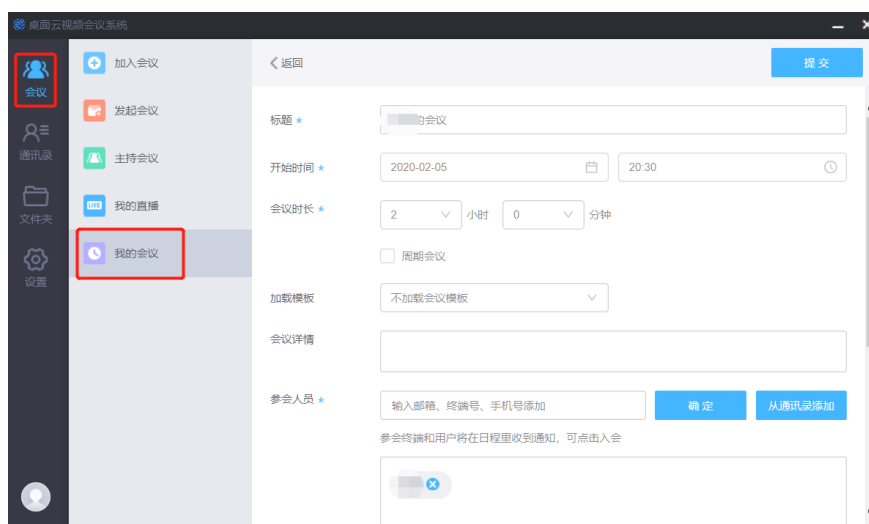 桌面云视频会议系统
会议
通讯录
文件夹
设置
加入会议
发起会议
主持会议
LIVE 我的直播
我的会议
返回 提交
标题 * 的会议
开始时间 * 2020-02-05 20:30
会议时长 * 2 小时 0 分钟
周期会议
加载模板 不加载会议模板
会议详情
参会人员 * 输入邮箱、终端号、手机号添加 确定 从通讯录添加
参会终端和用户将在日程里收到通知，可点击入会